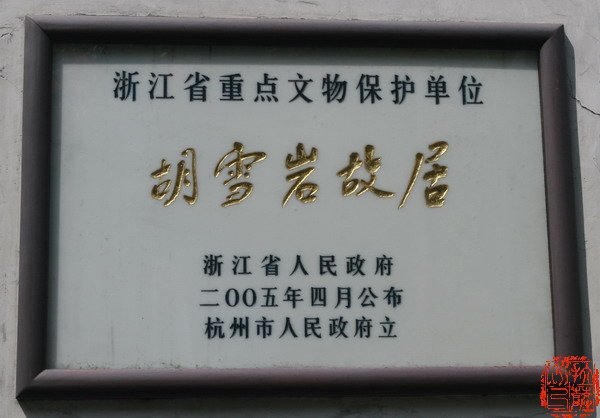 浙江省重点文物保护单位
胡雪岩故居
浙江省人民政府
二OO五年四月公布
杭州市人民政府立